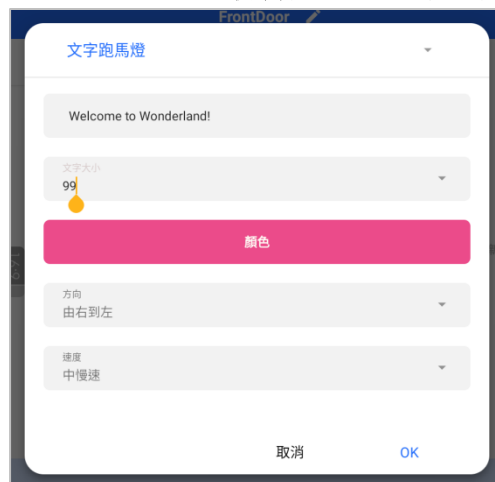 FrontDoor
文字跑馬燈
Welcome to Wonderland!
文字大小
99
顏色
方向
由右到左
速度
中慢速
取消
OK